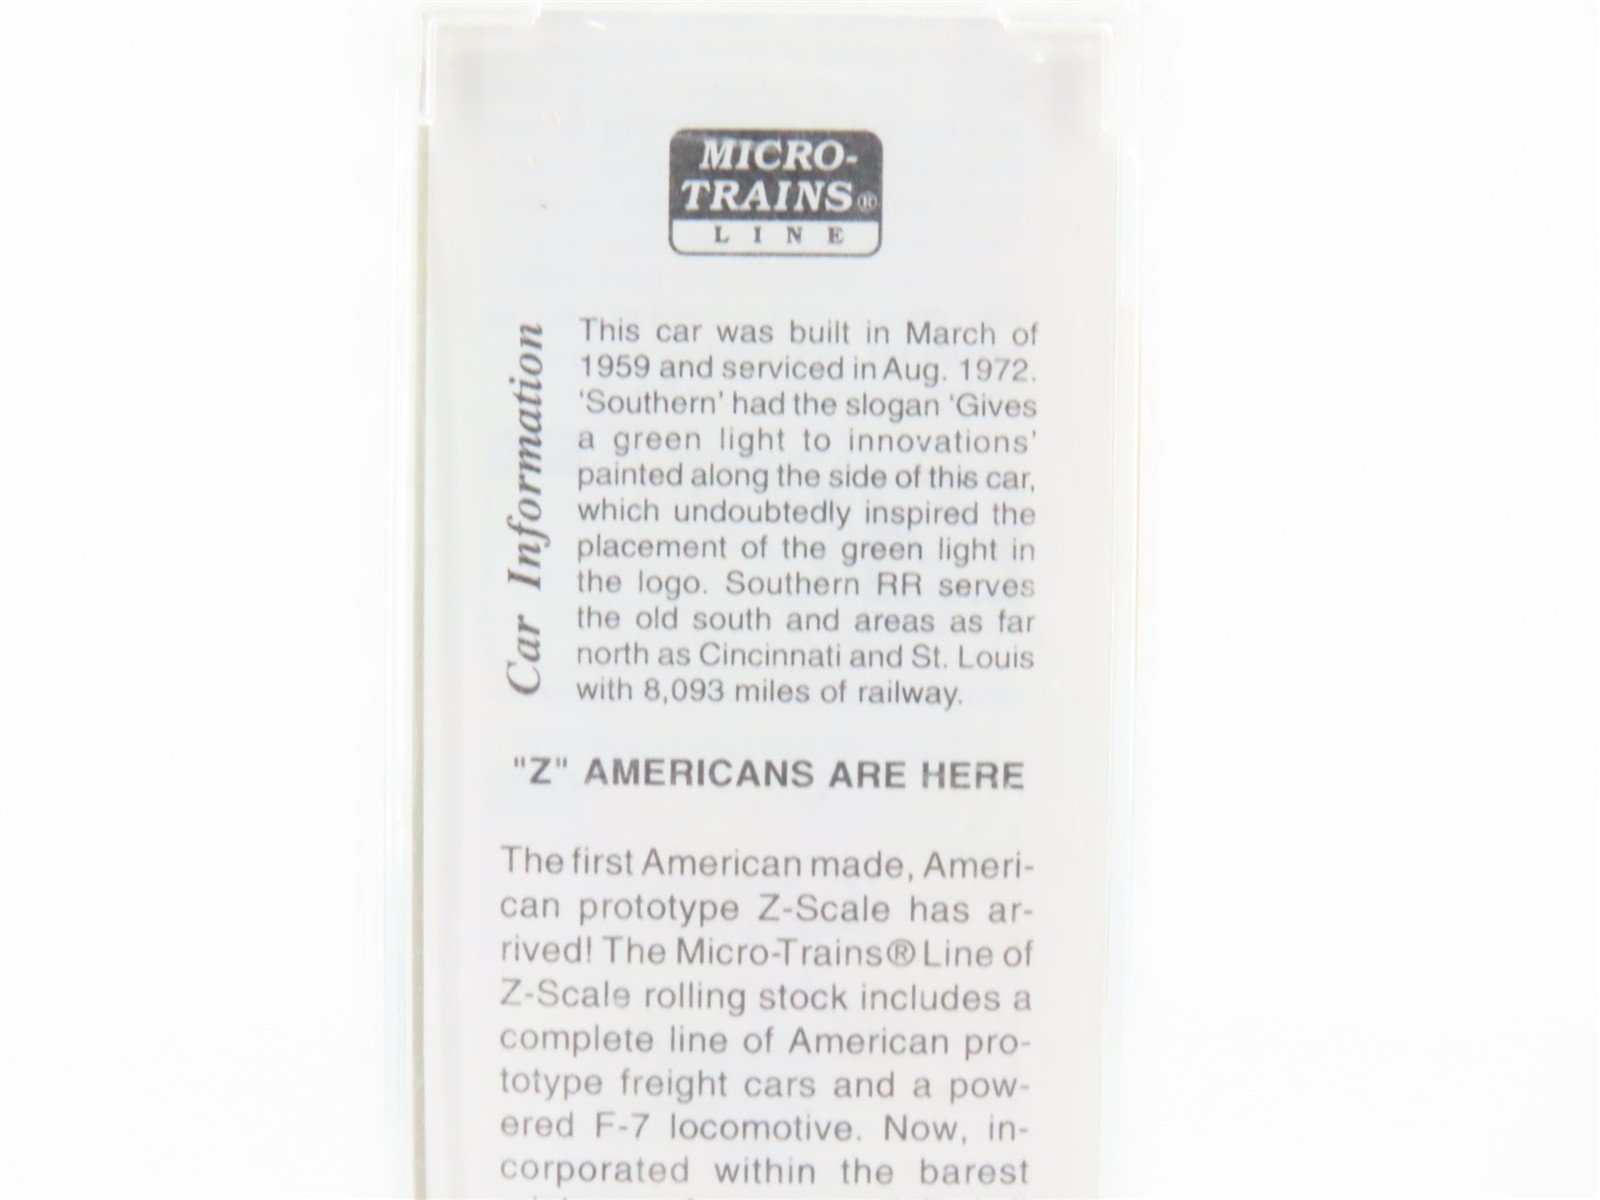 MICRO-
TRAINS®
LINE
Car Information
This car was built in March of
1959 and serviced in Aug. 1972.
'Southern' had the slogan 'Gives
a green light to innovations'
painted along the side of this car,
which undoubtedly inspired the
placement of the green light in
the logo. Southern RR serves
the old south and areas as far
north as Cincinnati and St. Louis
with 8,093 miles of railway.
"Z" AMERICANS ARE HERE
The first American made, Ameri-
can prototype Z-Scale has ar-
rived! The Micro-Trains® Line of
Z-Scale rolling stock includes a
complete line of American pro-
totype freight cars and a pow-
ered F-7 locomotive. Now, in-
corporated within the barest